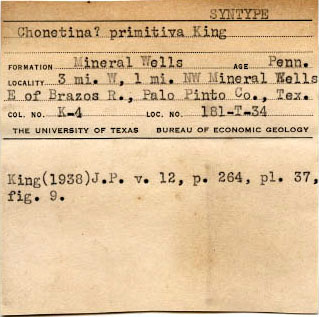 SYNTYPE
Chonetina? primitiva King
FORMATION Mineral Wells AGE Penn.
LOCALITY 3 mi. W, 1 mi. NW Mineral Wells
E of Brazos R., Palo Pinto Co., Tex.
COL. NO. K-4 LOC. NO. 181-T-34
THE UNIVERSITY OF TEXAS BUREAU OF ECONOMIC GEOLOGY
King(1938)J.P. v. 12, p. 264, pl. 37,
fig. 9.